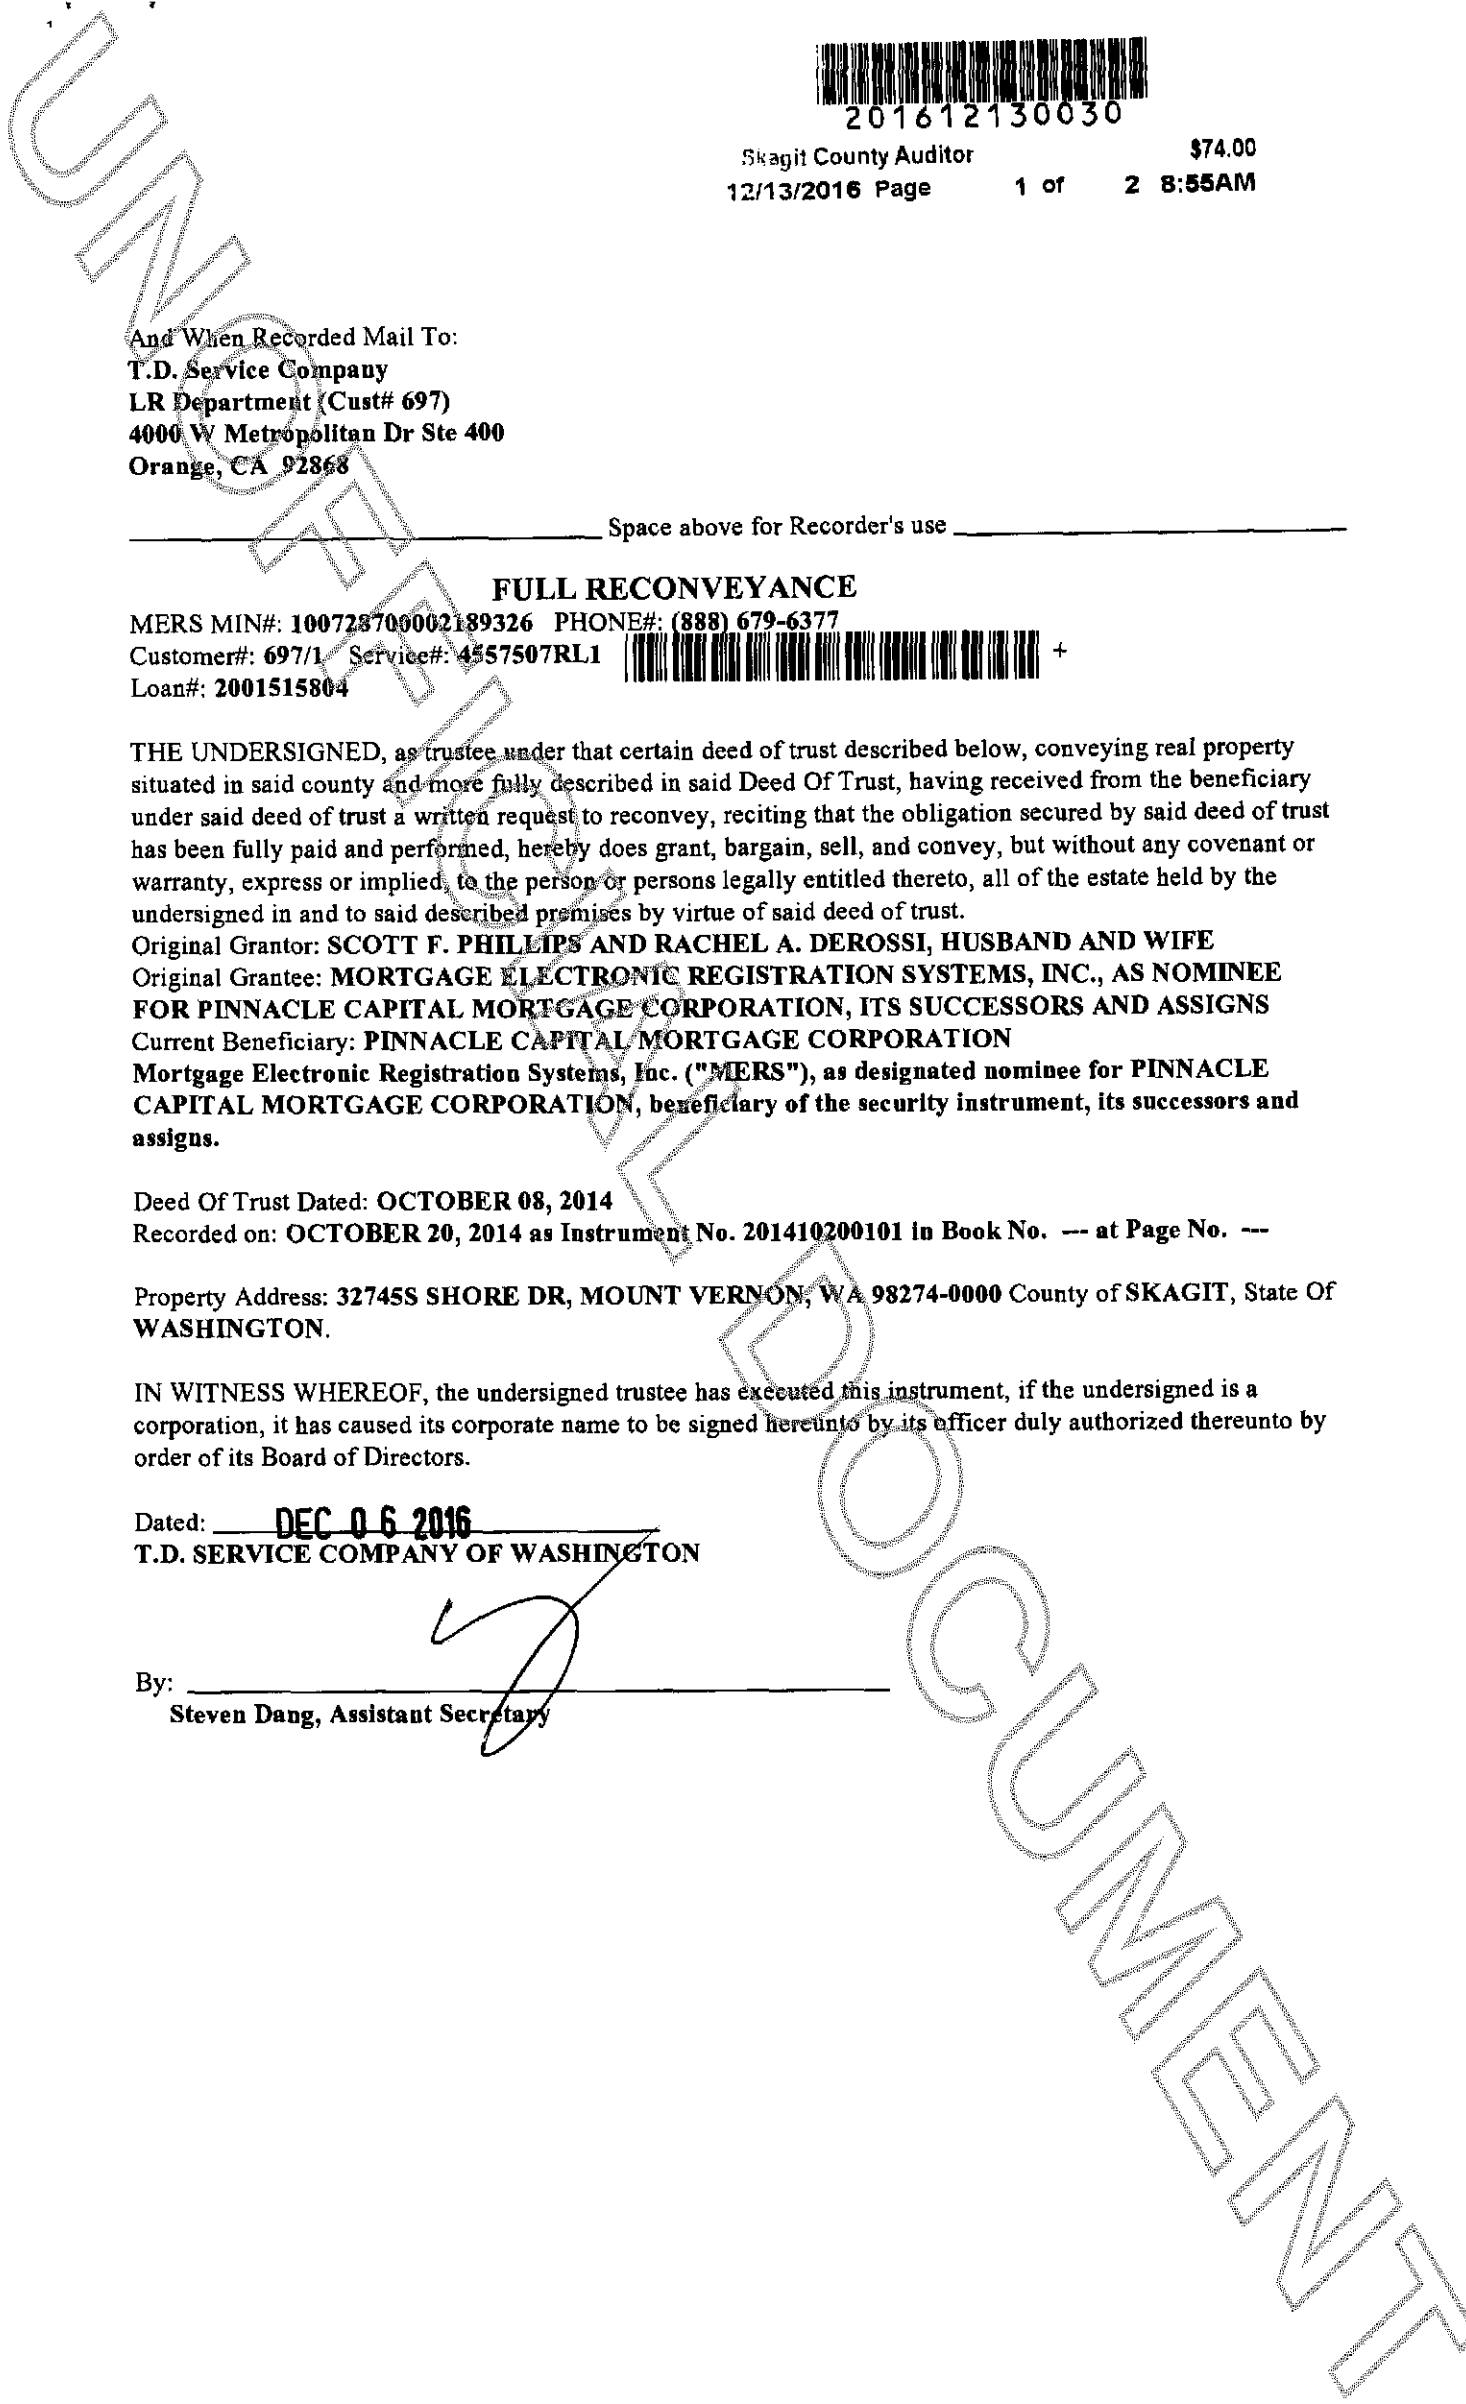 201612130030
Skagit County Auditor $74.00
12/13/2016 Page 1 of 2 8:55AM
And When Recorded Mail To:
T.D. Service Company
LR Department (Cust# 697)
4000 W Metropolitan Dr Ste 400
Orange, CA 92868
Space above for Recorder's use
FULL RECONVEYANCE
MERS MIN#: 100728700002189326 PHONE#: (888) 679-6377
Customer#: 697/1 Service#: 4557507RL1 +
Loan#: 2001515804
THE UNDERSIGNED, as trustee under that certain deed of trust described below, conveying real property
situated in said county and more fully described in said Deed Of Trust, having received from the beneficiary
under said deed of trust a written request to reconvey, reciting that the obligation secured by said deed of trust
has been fully paid and performed, hereby does grant, bargain, sell, and convey, but without any covenant or
warranty, express or implied, to the person or persons legally entitled thereto, all of the estate held by the
undersigned in and to said described premises by virtue of said deed of trust.
Original Grantor: SCOTT F. PHILLIPS AND RACHEL A. DEROSSI, HUSBAND AND WIFE
Original Grantee: MORTGAGE ELECTRONIC REGISTRATION SYSTEMS, INC., AS NOMINEE
FOR PINNACLE CAPITAL MORTGAGE CORPORATION, ITS SUCCESSORS AND ASSIGNS
Current Beneficiary: PINNACLE CAPITAL MORTGAGE CORPORATION
Mortgage Electronic Registration Systems, Inc. ("MERS"), as designated nominee for PINNACLE
CAPITAL MORTGAGE CORPORATION, beneficiary of the security instrument, its successors and
assigns.
Deed Of Trust Dated: OCTOBER 08, 2014
Recorded on: OCTOBER 20, 2014 as Instrument No. 201410200101 in Book No. --- at Page No. ---
Property Address: 32745S SHORE DR, MOUNT VERNON, WA 98274-0000 County of SKAGIT, State Of
WASHINGTON.
IN WITNESS WHEREOF, the undersigned trustee has executed this instrument, if the undersigned is a
corporation, it has caused its corporate name to be signed hereunto by its officer duly authorized thereunto by
order of its Board of Directors.
Dated: DEC 06 2016
T.D. SERVICE COMPANY OF WASHINGTON
By:
Steven Dang, Assistant Secretary
UNOFFICIAL DOCUMENT